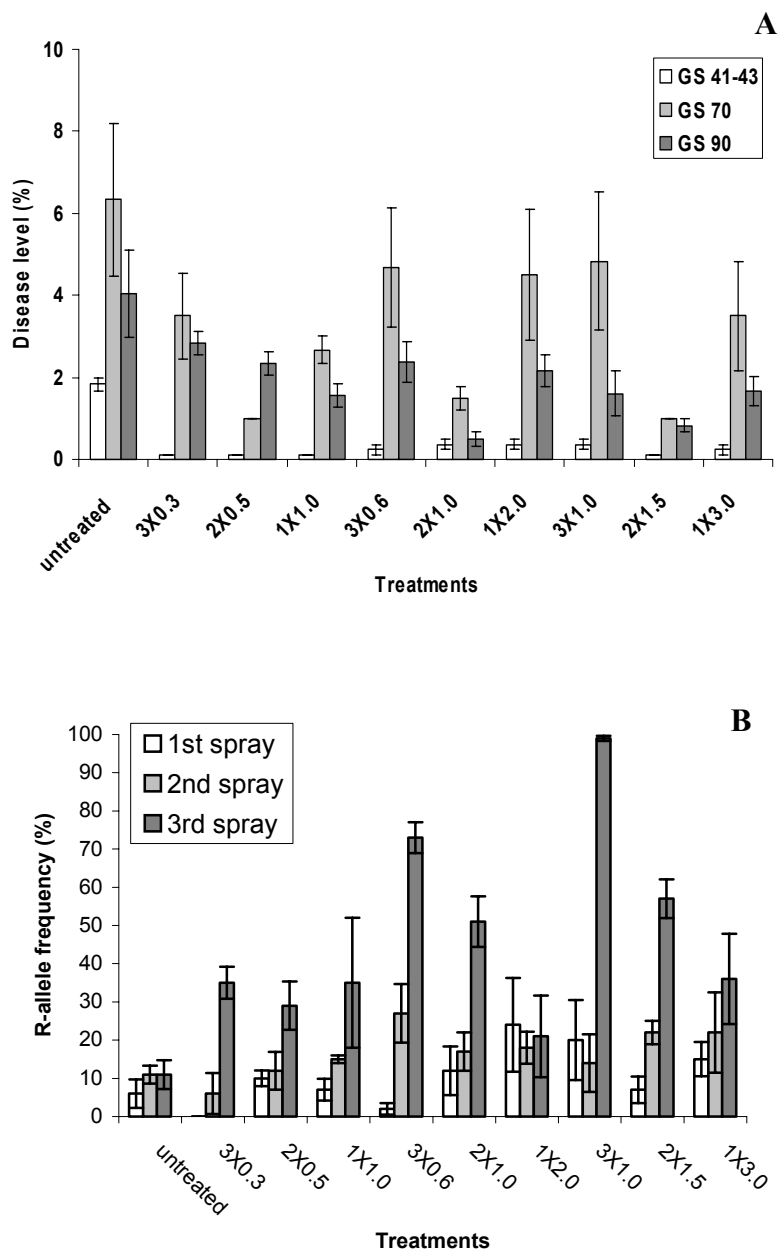 A
10
8
6
4
2
0
Disease level (%)
GS 41-43
GS 70
GS 90
untreated
3X0.3
2X0.5
1X1.0
3X0.6
2X1.0
1X2.0
3X1.0
2X1.5
1X3.0
Treatments
B
100
90
80
70
60
50
40
30
20
10
0
R-allele frequency (%)
1st spray
2nd spray
3rd spray
untreated
3X0.3
2X0.5
1X1.0
3X0.6
2X1.0
1X2.0
3X1.0
2X1.5
1X3.0
Treatments